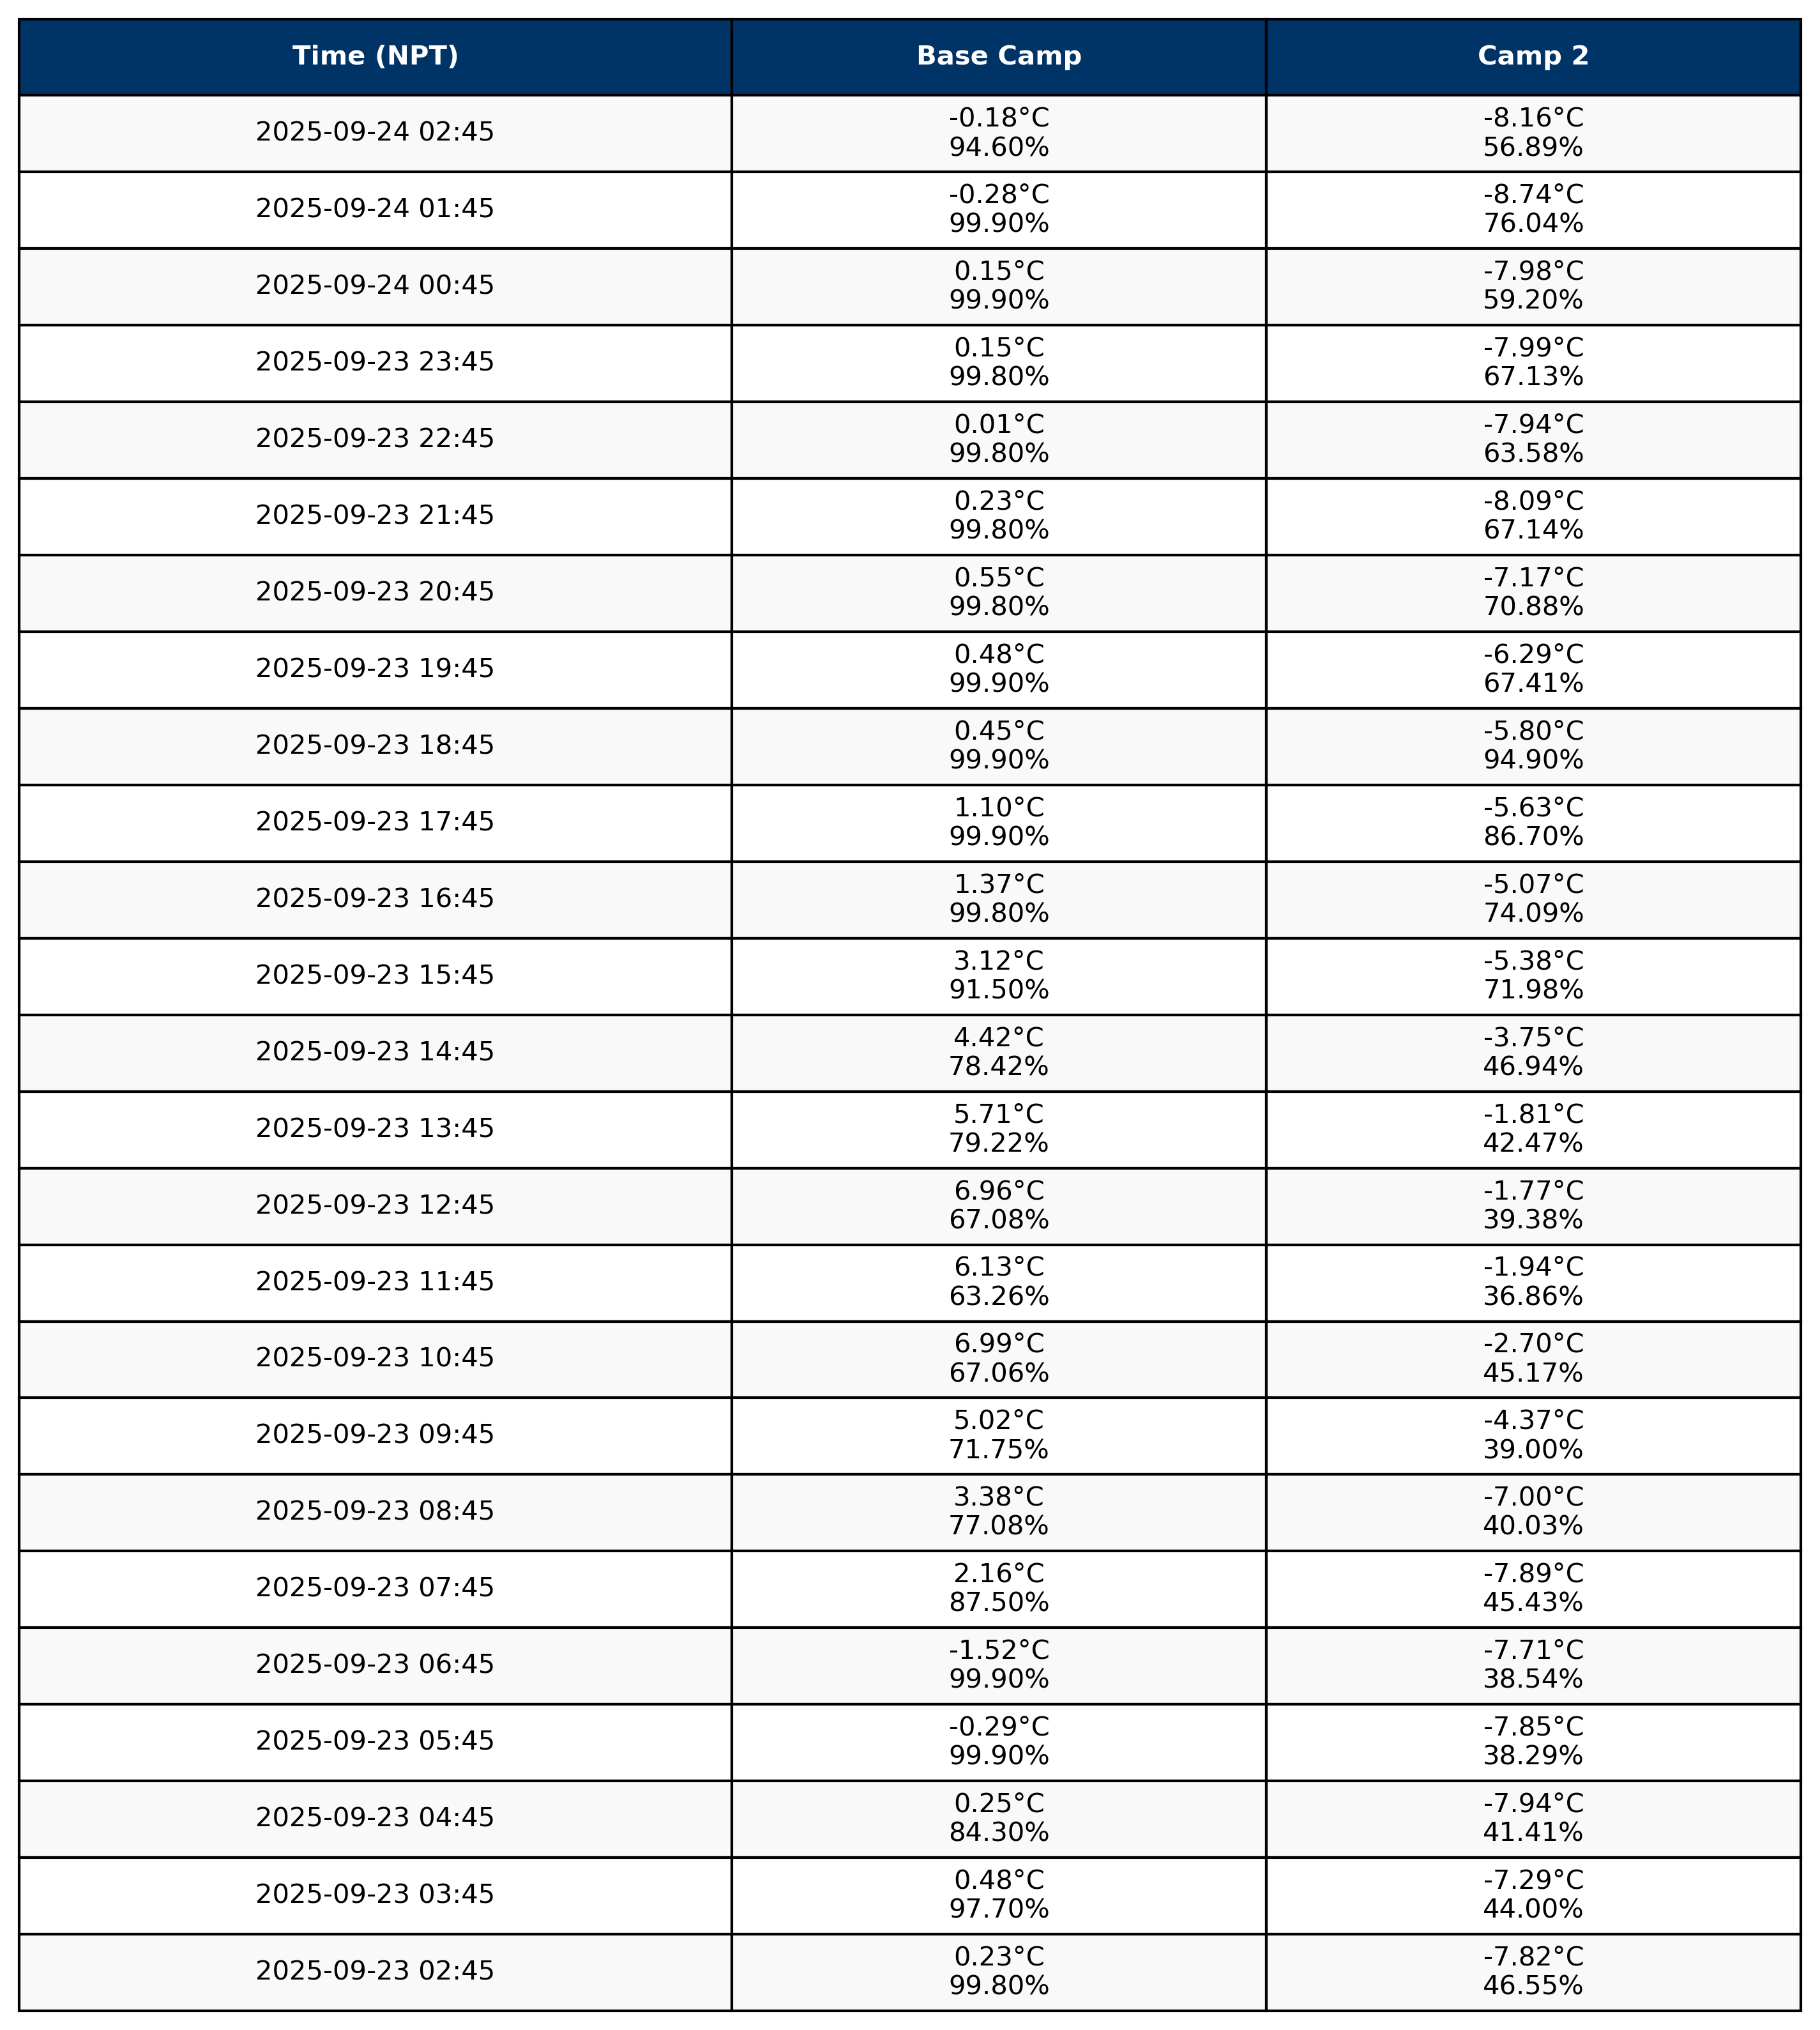 Time (NPT) Base Camp Camp 2
2025-09-24 02:45 -0.18°C -8.16°C
94.60% 56.89%
2025-09-24 01:45 -0.28°C -8.74°C
99.90% 76.04%
2025-09-24 00:45 0.15°C -7.98°C
99.90% 59.20%
2025-09-23 23:45 0.15°C -7.99°C
99.80% 67.13%
2025-09-23 22:45 0.01°C -7.94°C
99.80% 63.58%
2025-09-23 21:45 0.23°C -8.09°C
99.80% 67.14%
2025-09-23 20:45 0.55°C -7.17°C
99.80% 70.88%
2025-09-23 19:45 0.48°C -6.29°C
99.90% 67.41%
2025-09-23 18:45 0.45°C -5.80°C
99.90% 94.90%
2025-09-23 17:45 1.10°C -5.63°C
99.90% 86.70%
2025-09-23 16:45 1.37°C -5.07°C
99.80% 74.09%
2025-09-23 15:45 3.12°C -5.38°C
91.50% 71.98%
2025-09-23 14:45 4.42°C -3.75°C
78.42% 46.94%
2025-09-23 13:45 5.71°C -1.81°C
79.22% 42.47%
2025-09-23 12:45 6.96°C -1.77°C
67.08% 39.38%
2025-09-23 11:45 6.13°C -1.94°C
63.26% 36.86%
2025-09-23 10:45 6.99°C -2.70°C
67.06% 45.17%
2025-09-23 09:45 5.02°C -4.37°C
71.75% 39.00%
2025-09-23 08:45 3.38°C -7.00°C
77.08% 40.03%
2025-09-23 07:45 2.16°C -7.89°C
87.50% 45.43%
2025-09-23 06:45 -1.52°C -7.71°C
99.90% 38.54%
2025-09-23 05:45 -0.29°C -7.85°C
99.90% 38.29%
2025-09-23 04:45 0.25°C -7.94°C
84.30% 41.41%
2025-09-23 03:45 0.48°C -7.29°C
97.70% 44.00%
2025-09-23 02:45 0.23°C -7.82°C
99.80% 46.55%